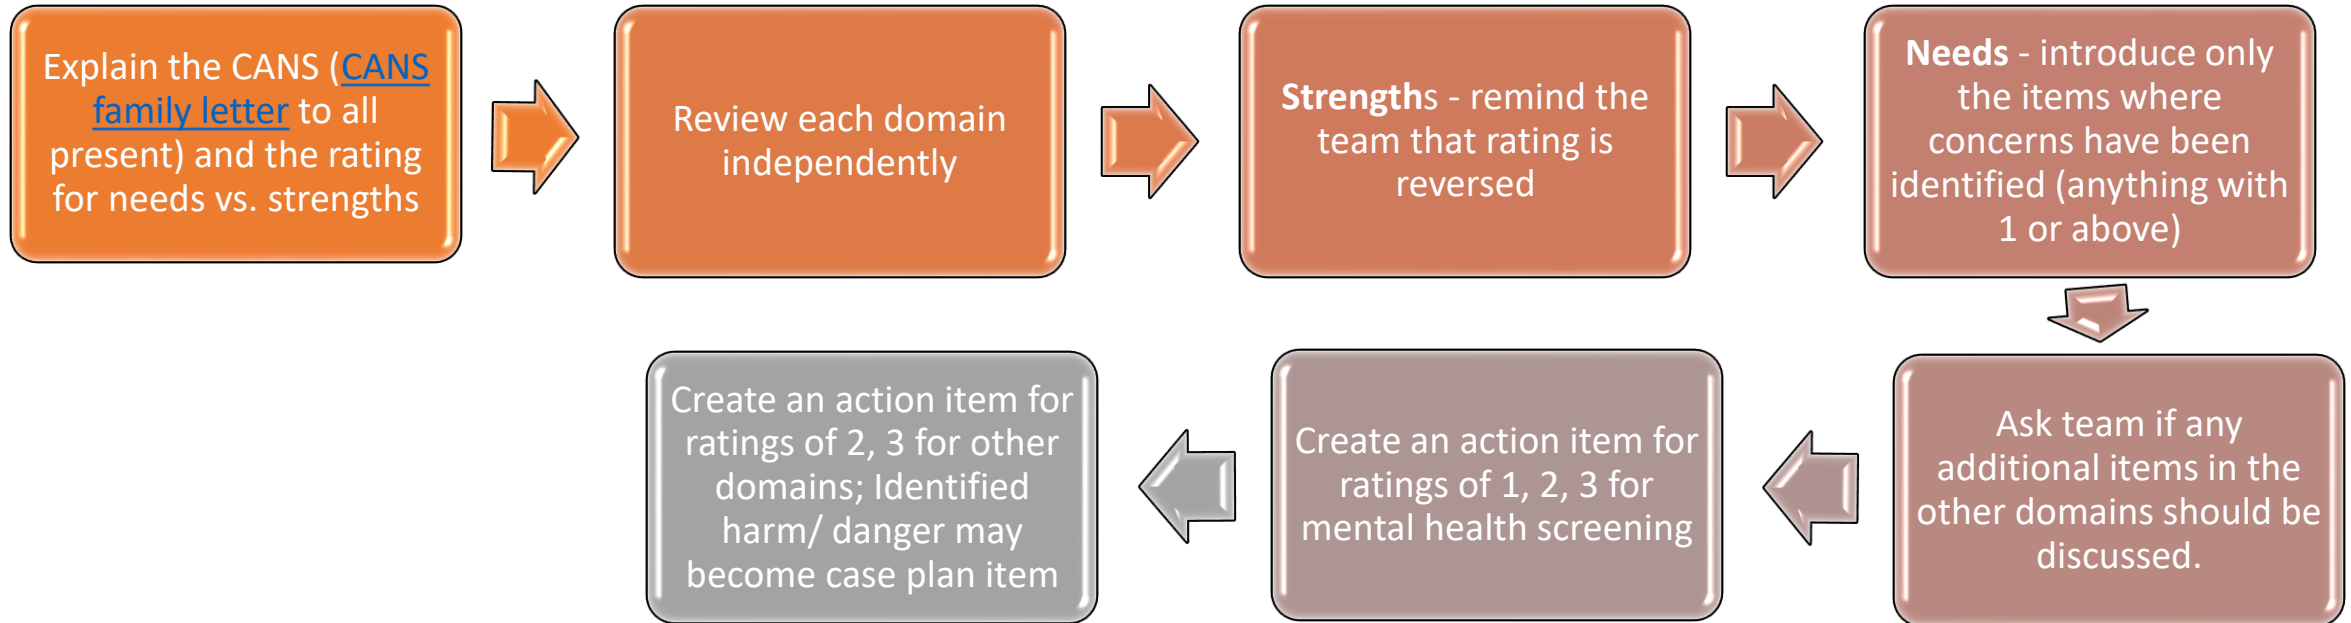 Explain the CANS (CANS
family letter to all
present) and the rating
for needs vs. strengths
Review each domain
independently
Strengths - remind the
team that rating is
reversed
Needs - introduce only
the items where
concerns have been
identified (anything with
1 or above)
Ask team if any
additional items in the
other domains should be
discussed.
Create an action item for
ratings of 1, 2, 3 for
mental health screening
Create an action item for
ratings of 2, 3 for other
domains; Identified
harm/ danger may
become case plan item